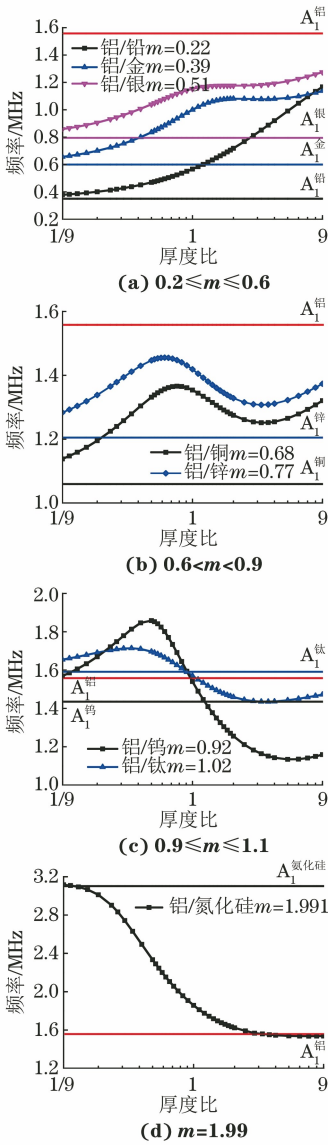 A₁铝
1.6
铝/铅m=0.22
1.4
铝/金m=0.39
铝/银m=0.51
1.2
A₁银
1.0
频率/MHz
0.8
A₁金
0.6
A₁铅
0.4
0.2
1/9 1 9
厚度比
(a) 0.2≤m≤0.6
1.6
A₁铝
1.4
频率/MHz
A₁锌
1.2
铝/铜m=0.68
铝/锌m=0.77
A₁铜
1.0
1/9 1 9
厚度比
(b) 0.6<m<0.9
2.0
1.8
A₁钛
1.6
A₁铝
频率/MHz
1.4
A₁钨
铝/钨m=0.92
1.2
铝/钛m=1.02
1.0
1/9 1 9
厚度比
(c) 0.9≤m≤1.1
A₁氨化硅
3.2
铝/氮化硅m=1.991
2.8
2.4
频率/MHz
2.0
1.6
A₁铝
1.2
1/9 1 9
厚度比
(d) m=1.99